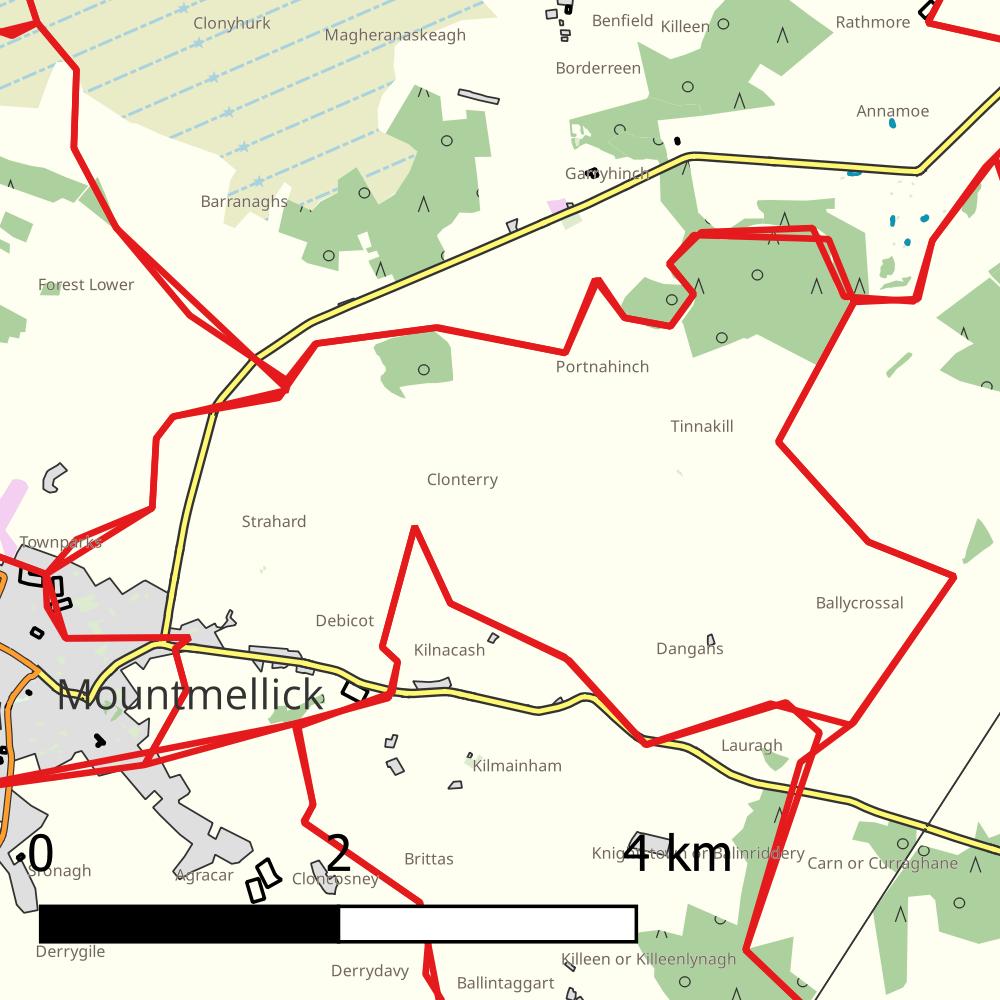 Clonyhurk
Magheranaskeagh
Benfield
Killeen
Rathmore
Borderreen
Annamoe
Garryhinch
Barranaghs
Forest Lower
Portnahinch
Tinnakill
Clonterry
Strahard
Townparks
Ballycrossal
Debicot
Kilnacash
Dangans
Mountmellick
Lauragh
Kilmainham
0
2
4 km
Knightstown or Balinriddery
Carn or Curraghane
Brittas
Sronagh
Agracar
Cloncosney
Derrygile
Derrydavy
Ballintaggart
Killeen or Killeenlynagh